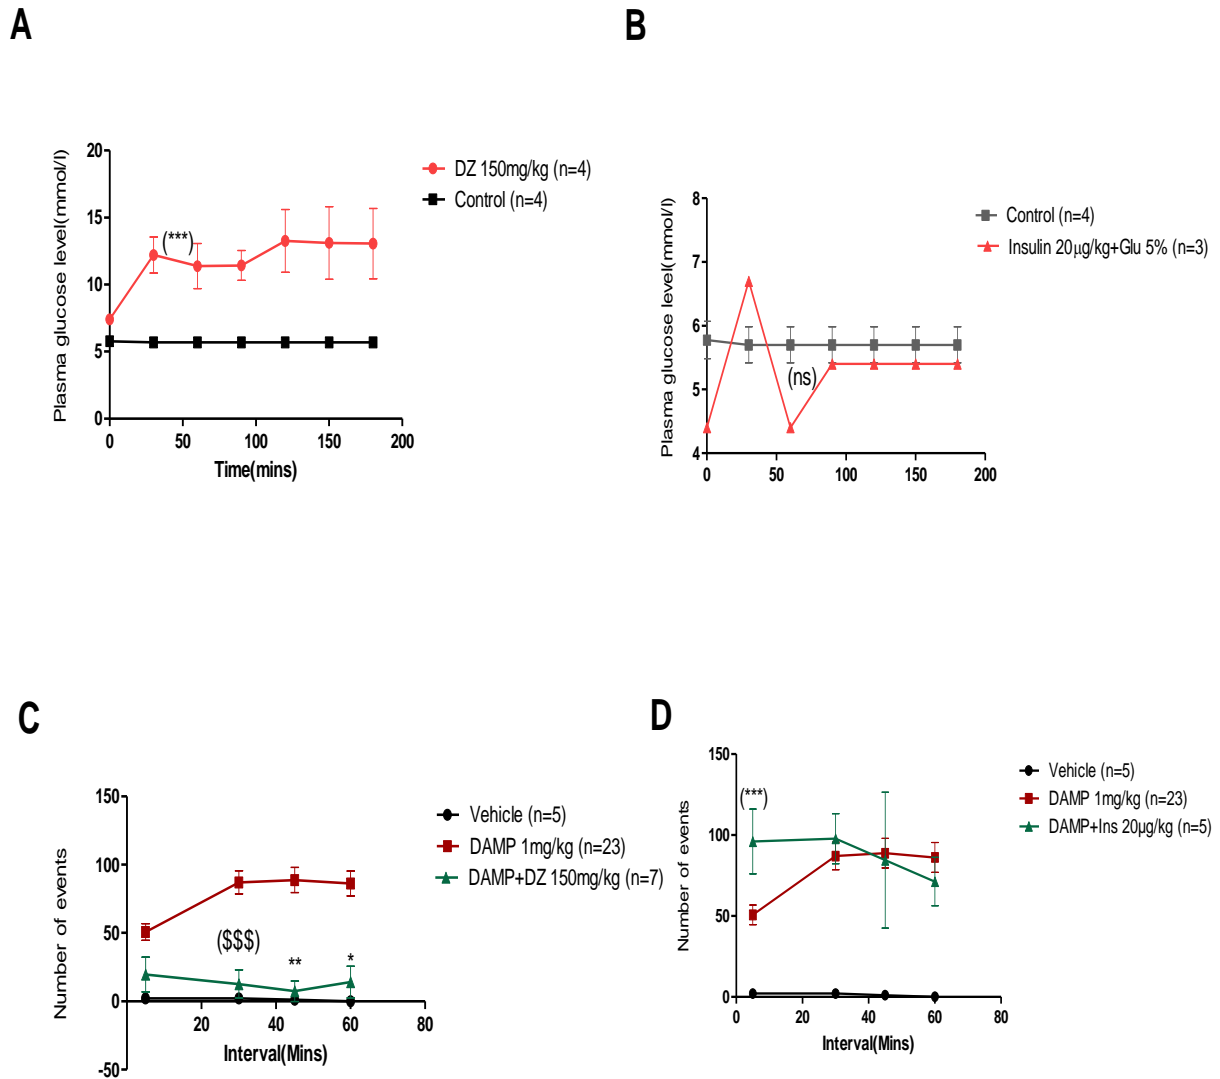 A
Plasma glucose level(mmol/l)
20
15
10
5
0
0 50 100 150 200
Time(mins)
(***)
DZ 150mg/kg (n=4)
Control (n=4)
B
Plasma glucose level(mmol/l)
8
7
6
5
4
0 50 100 150 200
(ns)
Control (n=4)
Insulin 20µg/kg+Glu 5% (n=3)
C
Number of events
150
100
50
0
-50
20 40 60 80
Interval(Mins)
($$$)
**
*
Vehicle (n=5)
DAMP 1mg/kg (n=23)
DAMP+DZ 150mg/kg (n=7)
D
Number of events
150
100
50
0
0 20 40 60 80
Interval(Mins)
(***)
Vehicle (n=5)
DAMP 1mg/kg (n=23)
DAMP+Ins 20µg/kg (n=5)